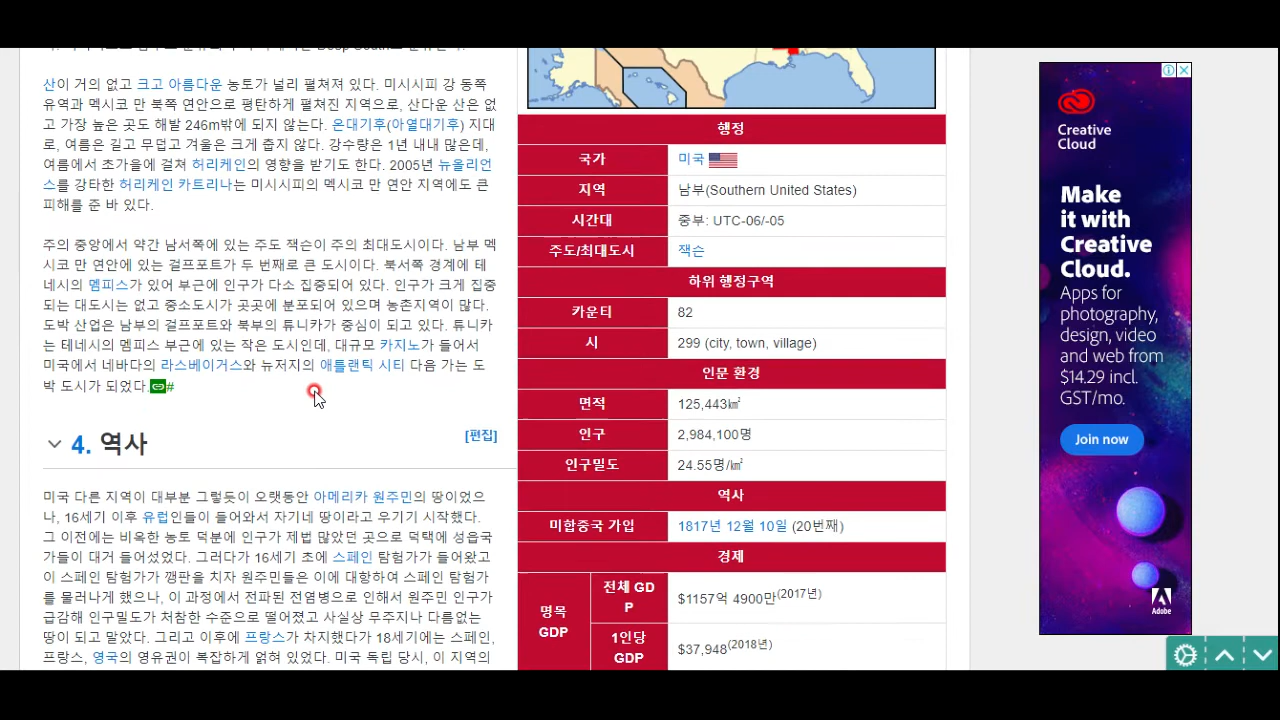 산이 거의 없고 크고 아름다운 농토가 널리 펼쳐져 있다. 미시시피 강 동쪽
유역과 멕시코 만 북쪽 연안으로 평탄하게 펼쳐진 지역으로, 산다운 산은 없
고 가장 높은 곳도 해발 246m밖에 되지 않는다. 온대기후(아열대기후) 지대
로, 여름은 길고 무덥고 겨울은 크게 춥지 않다. 강수량은 1년 내내 많은데,
여름에서 초가을에 걸쳐 허리케인의 영향을 받기도 한다. 2005년 뉴올리언
스를 강타한 허리케인 카트리나는 미시시피의 멕시코 만 연안 지역에도 큰
피해를 준 바 있다.
주의 중앙에서 약간 남서쪽에 있는 주도 잭슨이 주의 최대도시이다. 남부 멕
시코 만 연안에 있는 걸프포트가 두 번째로 큰 도시이다. 북서쪽 경계에 테
네시의 멤피스가 있어 부근에 인구가 다소 집중되어 있다. 인구가 크게 집중
되는 대도시는 없고 중소도시가 곳곳에 분포되어 있으며 농촌지역이 많다.
도박 산업은 남부의 걸프포트와 북부의 튜니카가 중심이 되고 있다. 튜니카
는 테네시의 멤피스 부근에 있는 작은 도시인데, 대규모 카지노가 들어서
미국에서 네바다의 라스베이거스와 뉴저지의 애틀랜틱 시티 다음 가는 도
박 도시가 되었다.#
4. 역사
[편집]
미국 다른 지역이 대부분 그렇듯이 오랫동안 아메리카 원주민의 땅이었으
나, 16세기 이후 유럽인들이 들어와서 자기네 땅이라고 우기기 시작했다.
그 이전에는 비옥한 농토 덕분에 인구가 제법 많았던 곳으로 덕택에 성읍국
가들이 대거 들어섰었다. 그러다가 16세기 초에 스페인 탐험가가 들어왔고
이 스페인 탐험가가 깽판을 치자 원주민들은 이에 대항하여 스페인 탐험가
를 물러나게 했으나, 이 과정에서 전파된 전염병으로 인해서 원주민 인구가
급감해 인구밀도가 처참한 수준으로 떨어졌고 사실상 무주지나 다름없는
땅이 되고 말았다. 그리고 이후에 프랑스가 차지했다가 18세기에는 스페인,
프랑스, 영국의 영유권이 복잡하게 얽혀 있었다. 미국 독립 당시, 이 지역의
행정
국가 미국
지역 남부(Southern United States)
시간대 중부: UTC-06/-05
주도/최대도시 잭슨
하위 행정구역
카운티 82
시 299 (city, town, village)
인문 환경
면적 125,443㎢
인구 2,984,100명
인구밀도 24.55명/㎢
역사
미합중국 가입 1817년 12월 10일 (20번째)
경제
명목
GDP
전체 GD
P
$1157억 4900만(2017년)
1인당
GDP
$37,948(2018년)
Creative
Cloud
Make
it with
Creative
Cloud.
Apps for
photography,
design, video
and web from
$14.29 incl.
GST/mo.
Join now
Adobe